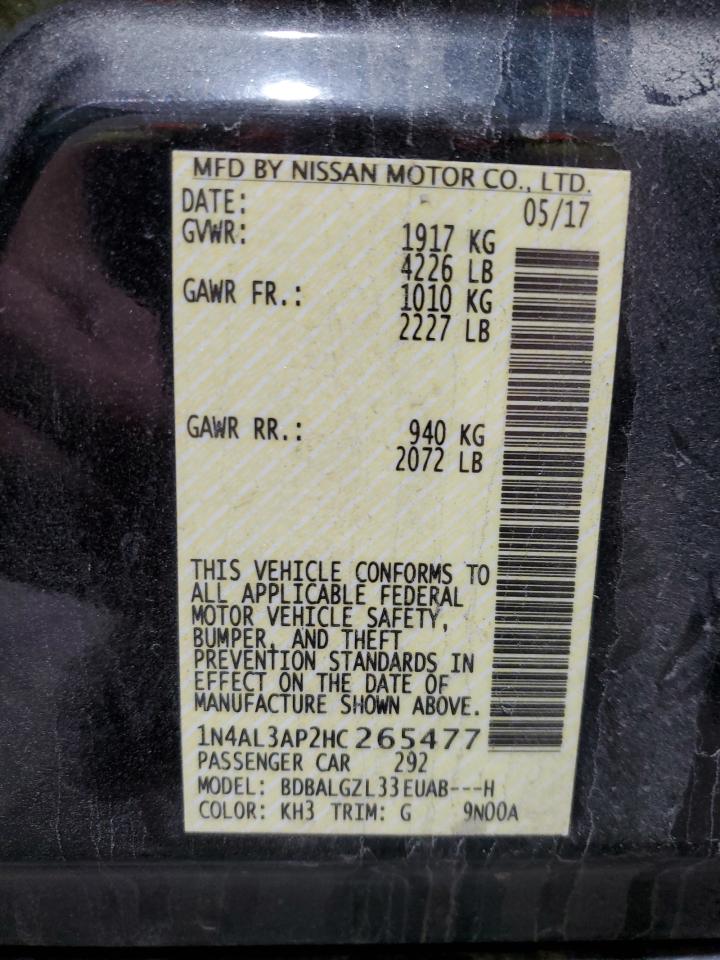 MFD BY NISSAN MOTOR CO., LTD.
DATE: 05/17
GVWR: 1917 KG
4226 LB
GAWR FR.: 1010 KG
2227 LB
GAWR RR.: 940 KG
2072 LB
THIS VEHICLE CONFORMS TO
ALL APPLICABLE FEDERAL
MOTOR VEHICLE SAFETY,
BUMPER, AND THEFT
PREVENTION STANDARDS IN
EFFECT ON THE DATE OF
MANUFACTURE SHOWN ABOVE.
1N4AL3AP2HC265477
PASSENGER CAR 292
MODEL: BDBALGZL33EUAB---H
COLOR: KH3 TRIM: G 9N00A